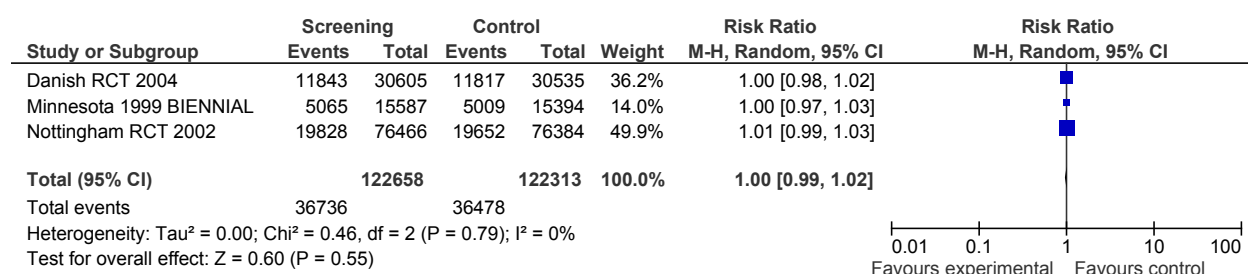 Screening Control Risk Ratio Risk Ratio
Study or Subgroup Events Total Events Total Weight M-H, Random, 95% CI M-H, Random, 95% CI
Danish RCT 2004 11843 30605 11817 30535 36.2% 1.00 [0.98, 1.02]
Minnesota 1999 BIENNIAL 5065 15587 5009 15394 14.0% 1.00 [0.97, 1.03]
Nottingham RCT 2002 19828 76466 19652 76384 49.9% 1.01 [0.99, 1.03]
Total (95% CI) 122658 122313 100.0% 1.00 [0.99, 1.02]
Total events 36736 36478
Heterogeneity: Tau² = 0.00; Chi² = 0.46, df = 2 (P = 0.79); I² = 0%
Test for overall effect: Z = 0.60 (P = 0.55)
0.01 0.1 1 10 100
Favours experimental Favours control